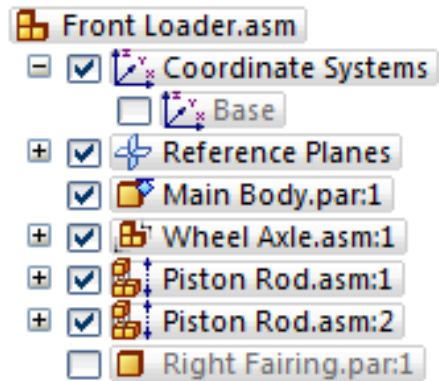 Front Loader.asm
Coordinate Systems
Base
Reference Planes
Main Body.par:1
Wheel Axle.asm:1
Piston Rod.asm:1
Piston Rod.asm:2
Right Fairing.par:1